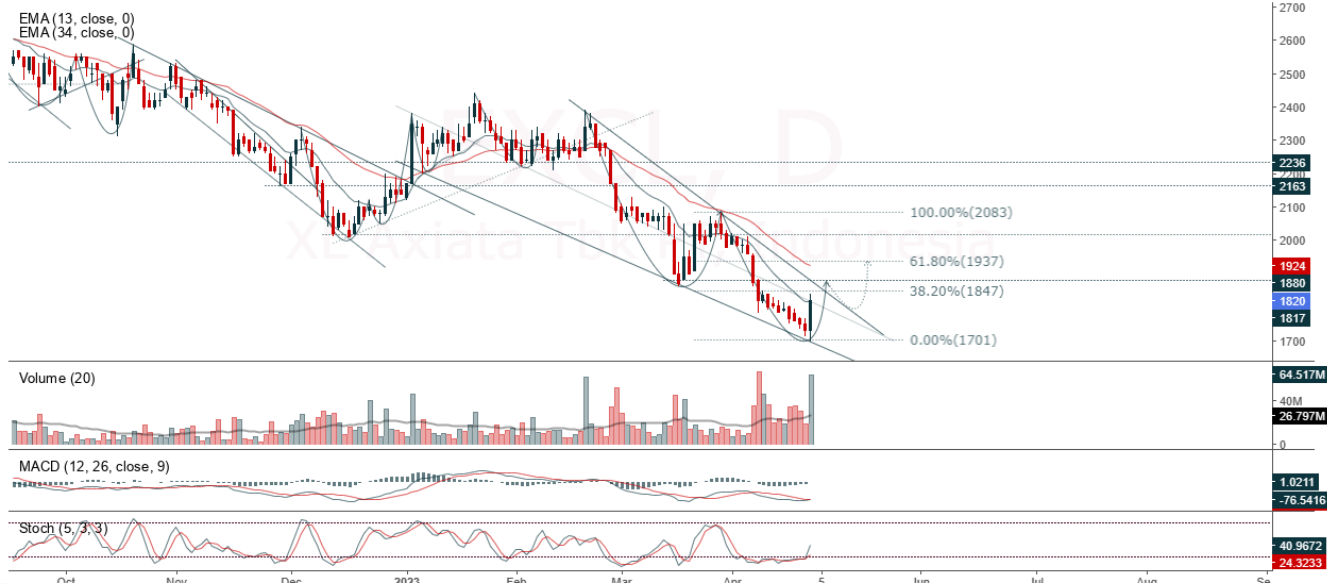 EMA (13, close, 0)
EMA (34, close, 0)
EXCL, D
XL Axiata Tbk PT, Indonesia
2700
2600
2500
2400
2300
2236
2200
2163
2100
2000
1924
1880
1820
1817
1700
100.00%(2083)
61.80%(1937)
38.20%(1847)
0.00%(1701)
Volume (20)
64.517M
40M
26.797M
0
MACD (12, 26, close, 9)
1.0211
-76.5416
Stoch (5, 3, 3)
40.9672
24.3233
Oct Nov Dec 2023 Feb Mar Apr 5 Jun Jul Aug Se